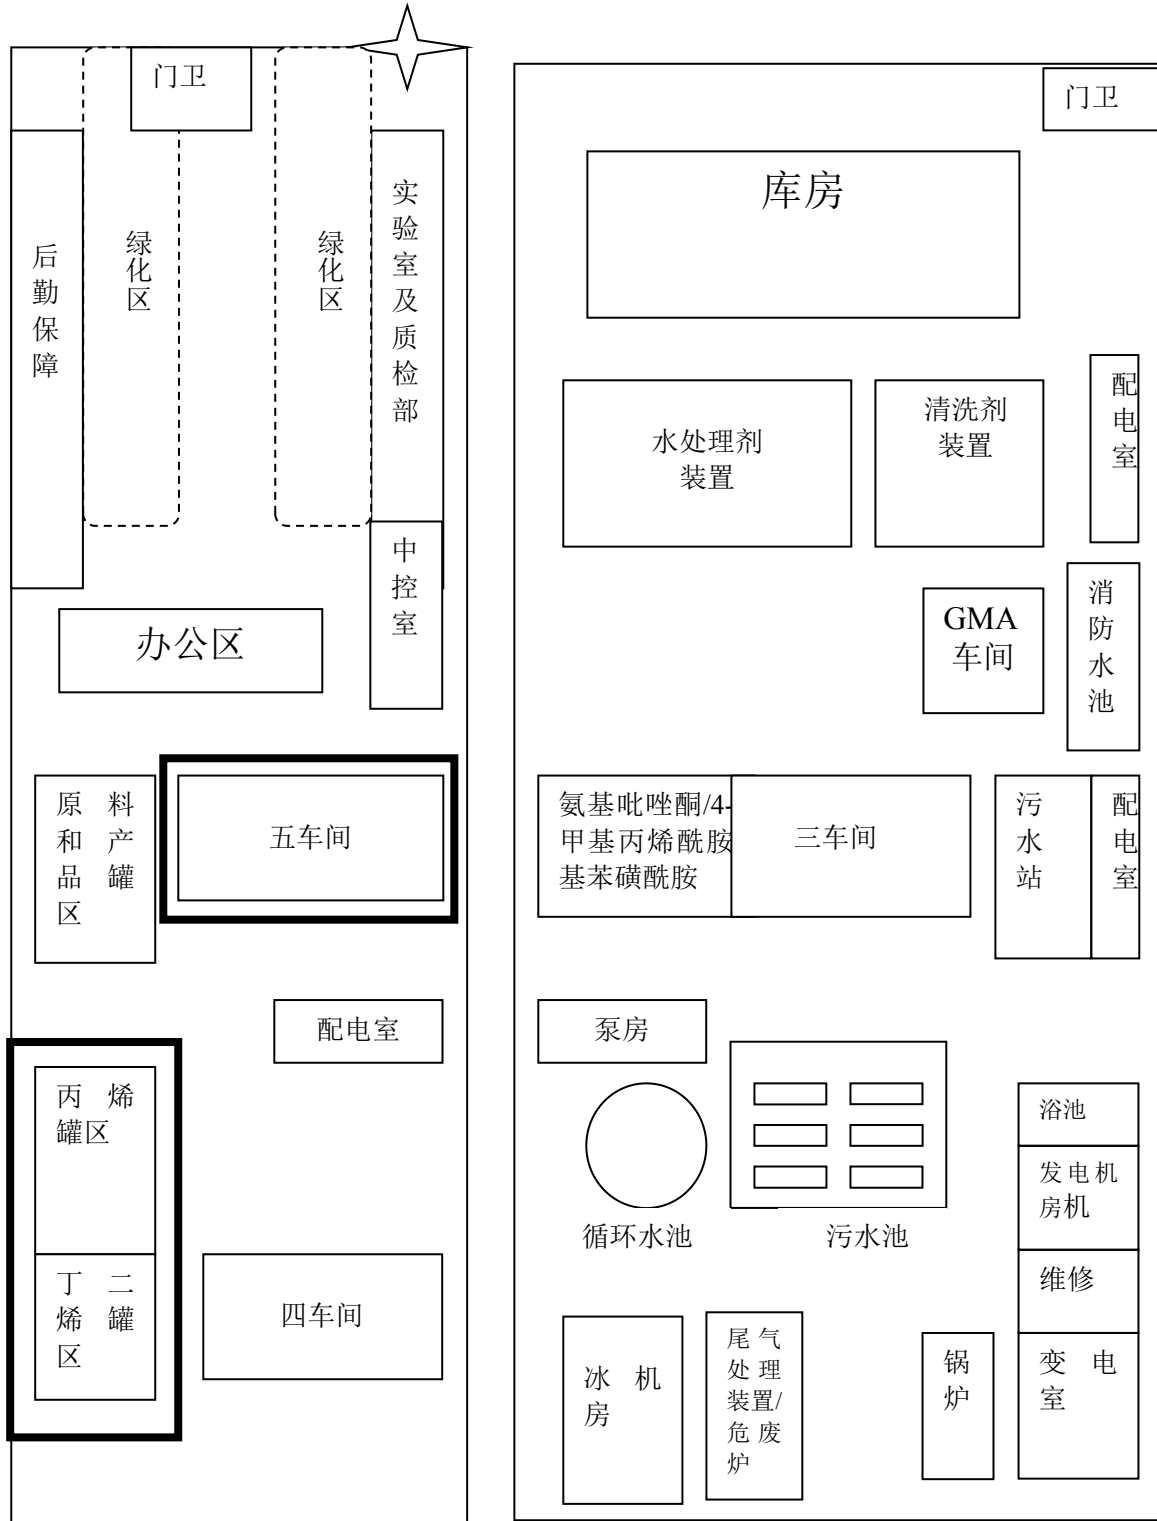 门卫
绿化区
绿化区
后勤保障
实验室及质检部
中控室
办公区
原 料
和 产
品 罐
区
五车间
配电室
丙 烯
罐区
丁 二
烯 罐
区
四车间
门卫
库房
水处理剂
装置
清洗剂
装置
配电室
GMA
车间
消防水池
氨基吡唑酮/4-
甲基丙烯酰胺
基苯磺酰胺
三车间
污水站
配电室
泵房
循环水池
污水池
浴池
发电机
房机
维修
变 电
室
冰 机
房
尾 气
处 理
装置/
危 废
炉
锅炉